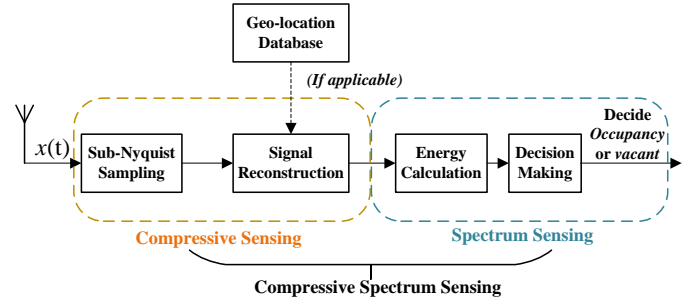 Geo-location
Database
(If applicable)
x(t)
Sub-Nyquist
Sampling
Signal
Reconstruction
Energy
Calculation
Decision
Making
Decide
Occupancy
or vacant
Compressive Sensing
Spectrum Sensing
Compressive Spectrum Sensing